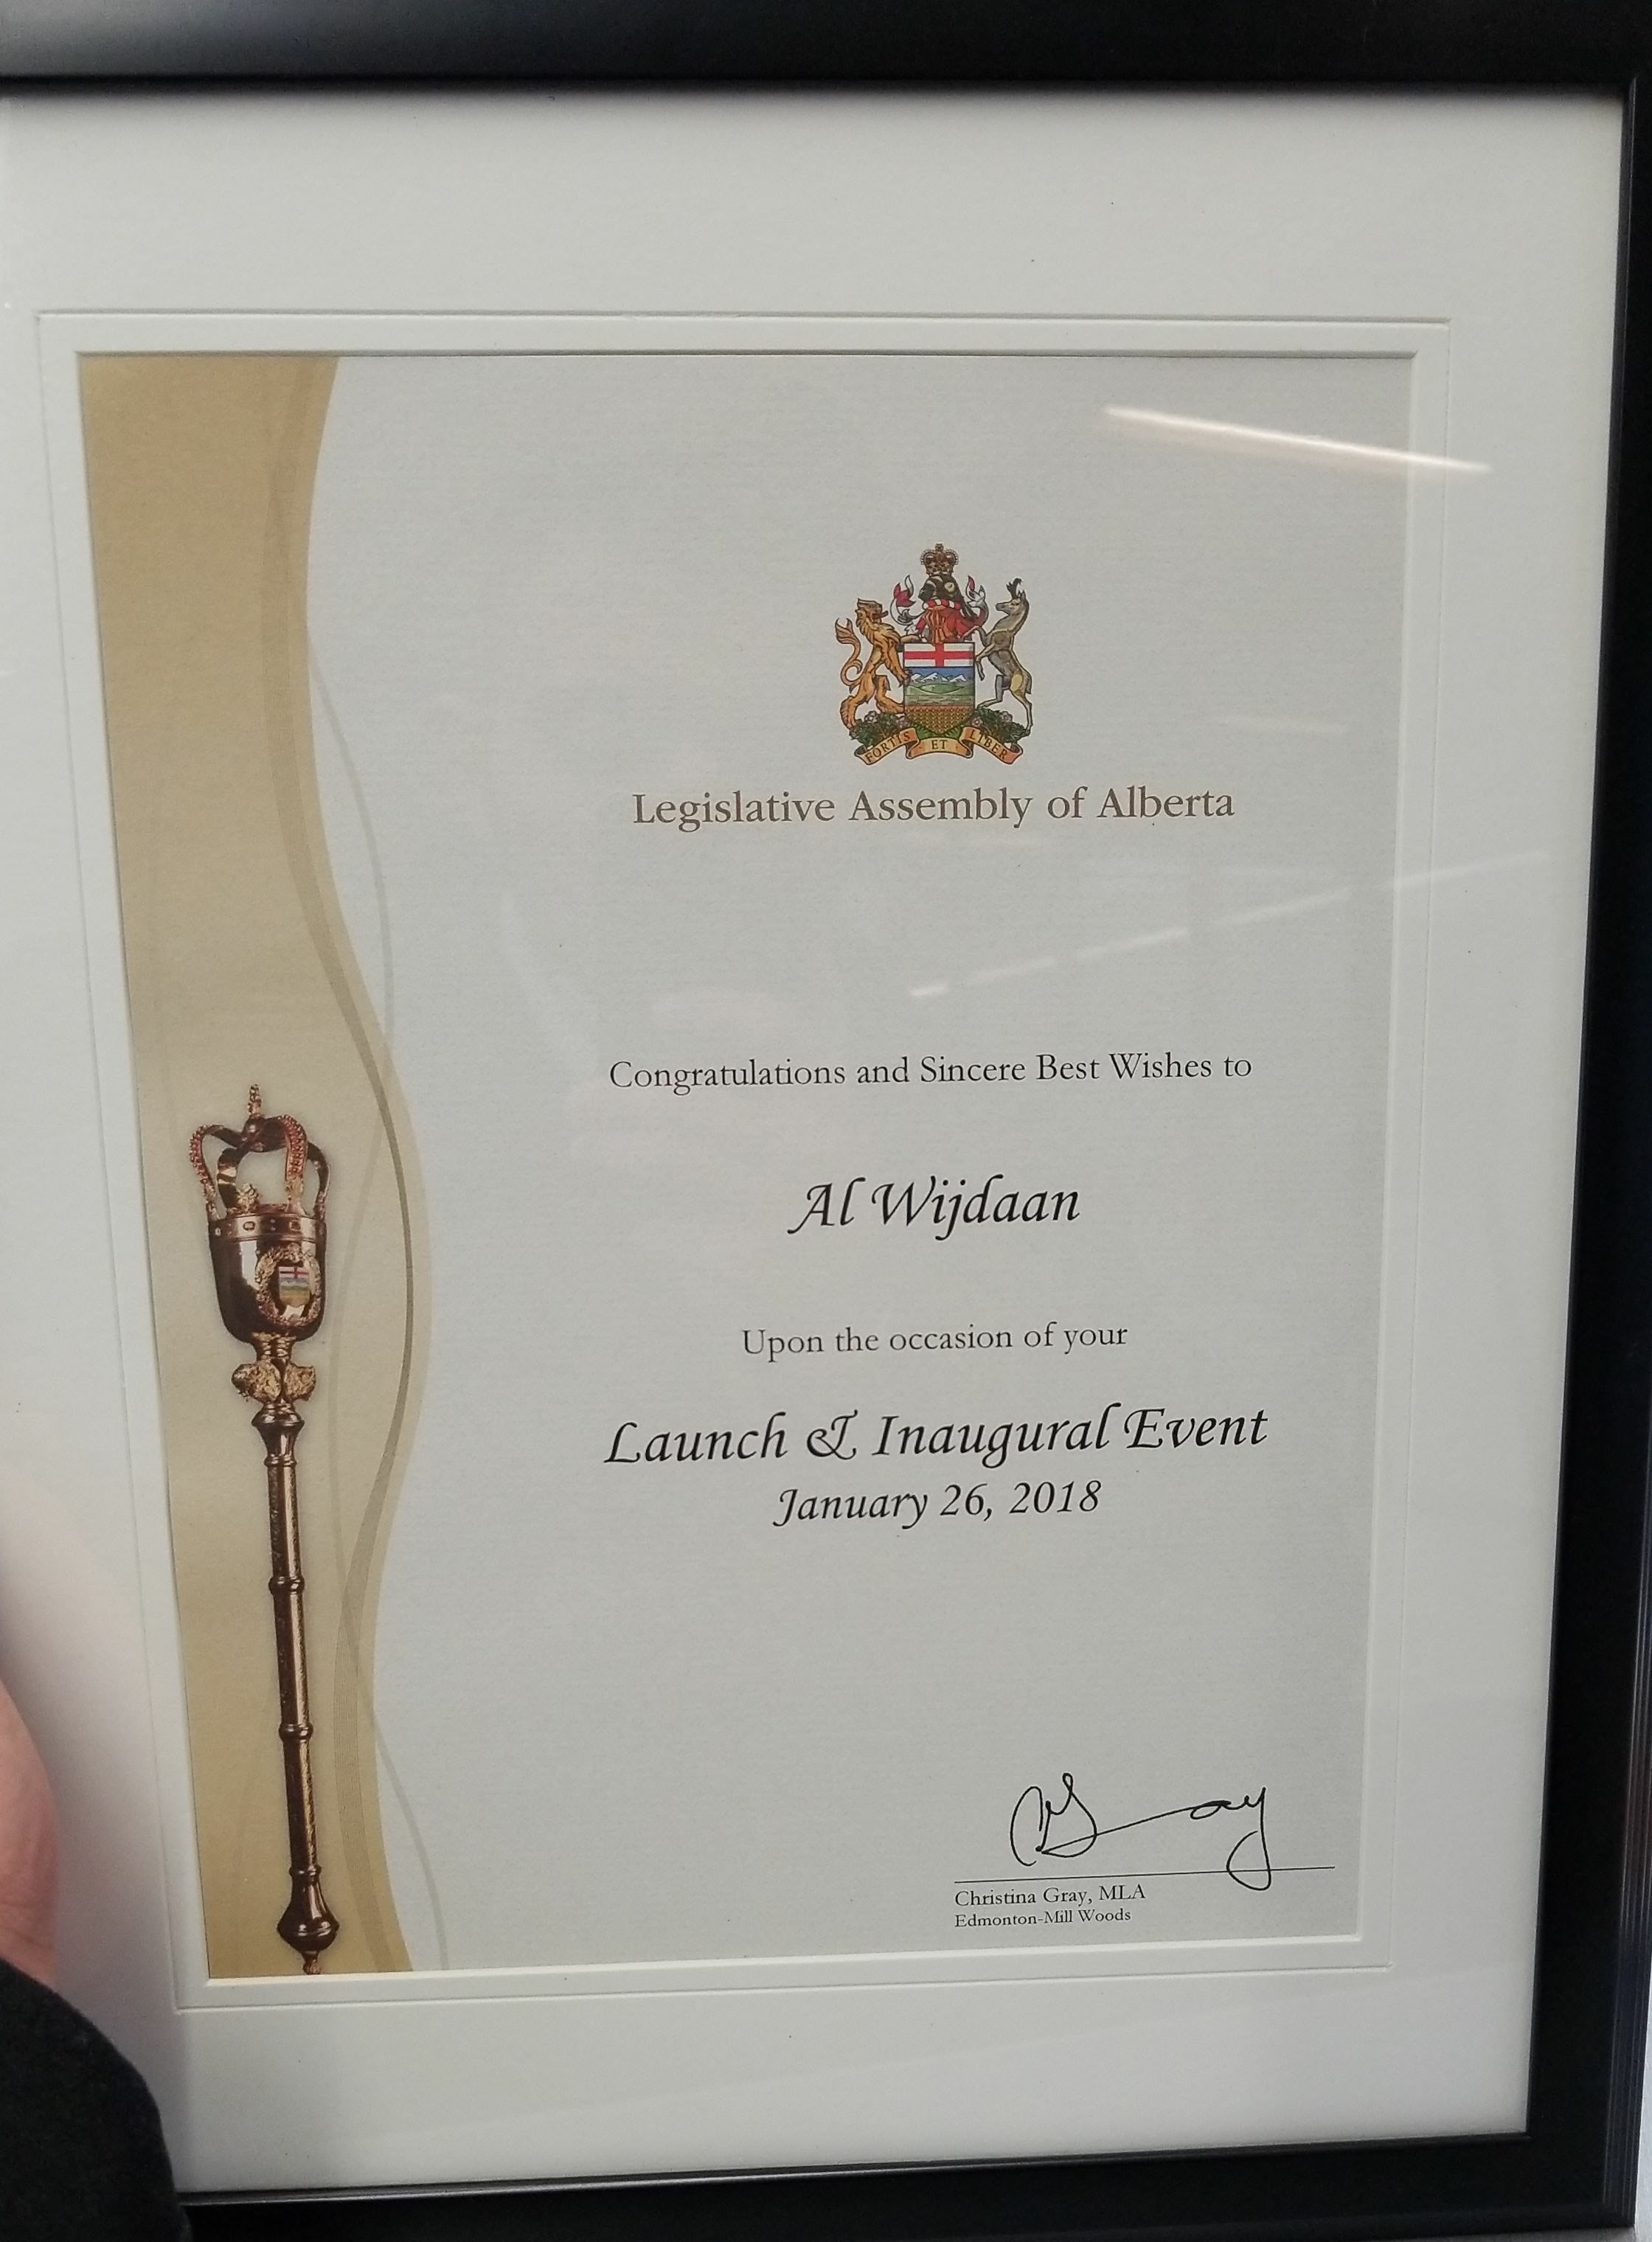 FORTIS ET LIBER
Legislative Assembly of Alberta
Congratulations and Sincere Best Wishes to
Al Wijdaan
Upon the occasion of your
Launch & Inaugural Event
January 26, 2018
CGray
Christina Gray, MLA
Edmonton-Mill Woods